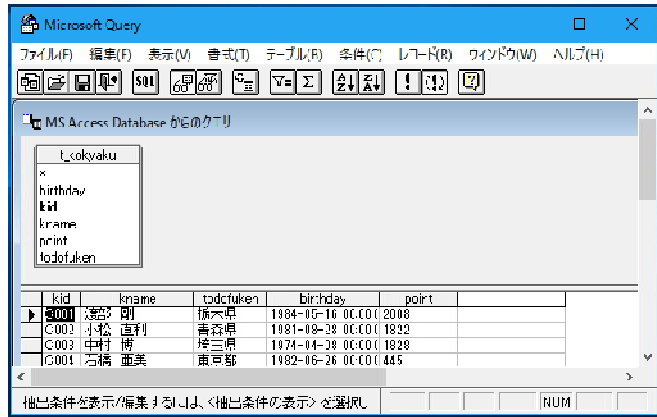 Microsoft Query
ファイル(F) 編集(E) 表示(V) 書式(T) テーブル(B) 条件(C) レコード(R) ウィンドウ(W) ヘルプ(H)
SQL
MS Access Database からのクエリ
t_kokyaku
*
birthday
kid
kname
point
todofuken
kid kname todofuken birthday point
C001 渡部 剛 栃木県 1984-05-16 00:00:( 2008
C002 小松 直利 青森県 1981-08-29 00:00:(
C003 中村 博 埼玉県 00:00:( 1829
C004 石橋 亜美 東京都 1982-06-26 00:00:( 445
抽出条件を表示/編集するには、<抽出条件の表示> を選択し
NUM